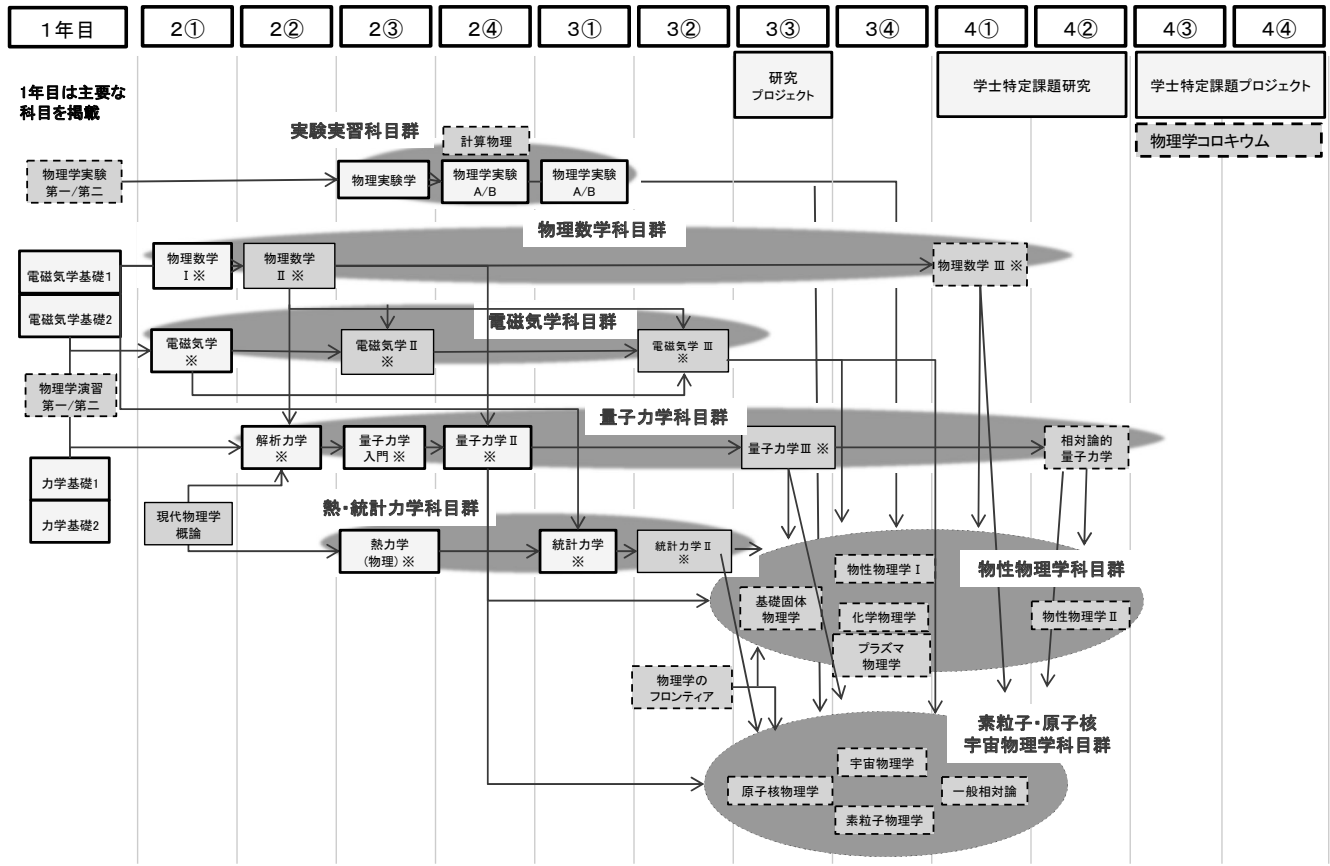 1年目
2①
2②
2③
2④
3①
3②
3③
3④
4①
4②
4③
4④
1年目は主要な
科目を掲載
研究
プロジェクト
学士特定課題研究
学士特定課題プロジェクト
物理学コロキウム
実験実習科目群
計算物理
物理学実験
第一/第二
物理実験学
物理学実験
A/B
物理学実験
A/B
物理数学科目群
電磁気学基礎1
電磁気学基礎2
物理数学
Ⅰ ※
物理数学
Ⅱ ※
物理数学 Ⅲ ※
電磁気学科目群
電磁気学
※
電磁気学Ⅱ
※
電磁気学 Ⅲ
※
物理学演習
第一/第二
量子力学科目群
解析力学
※
量子力学
入門 ※
量子力学Ⅱ
※
量子力学Ⅲ ※
相対論的
量子力学
力学基礎1
力学基礎2
現代物理学
概論
熱・統計力学科目群
熱力学
(物理) ※
統計力学
※
統計力学Ⅱ
※
物性物理学科目群
物性物理学Ⅰ
基礎固体
物理学
化学物理学
プラズマ
物理学
物性物理学Ⅱ
物理学の
フロンティア
素粒子・原子核
宇宙物理学科目群
宇宙物理学
原子核物理学
一般相対論
素粒子物理学